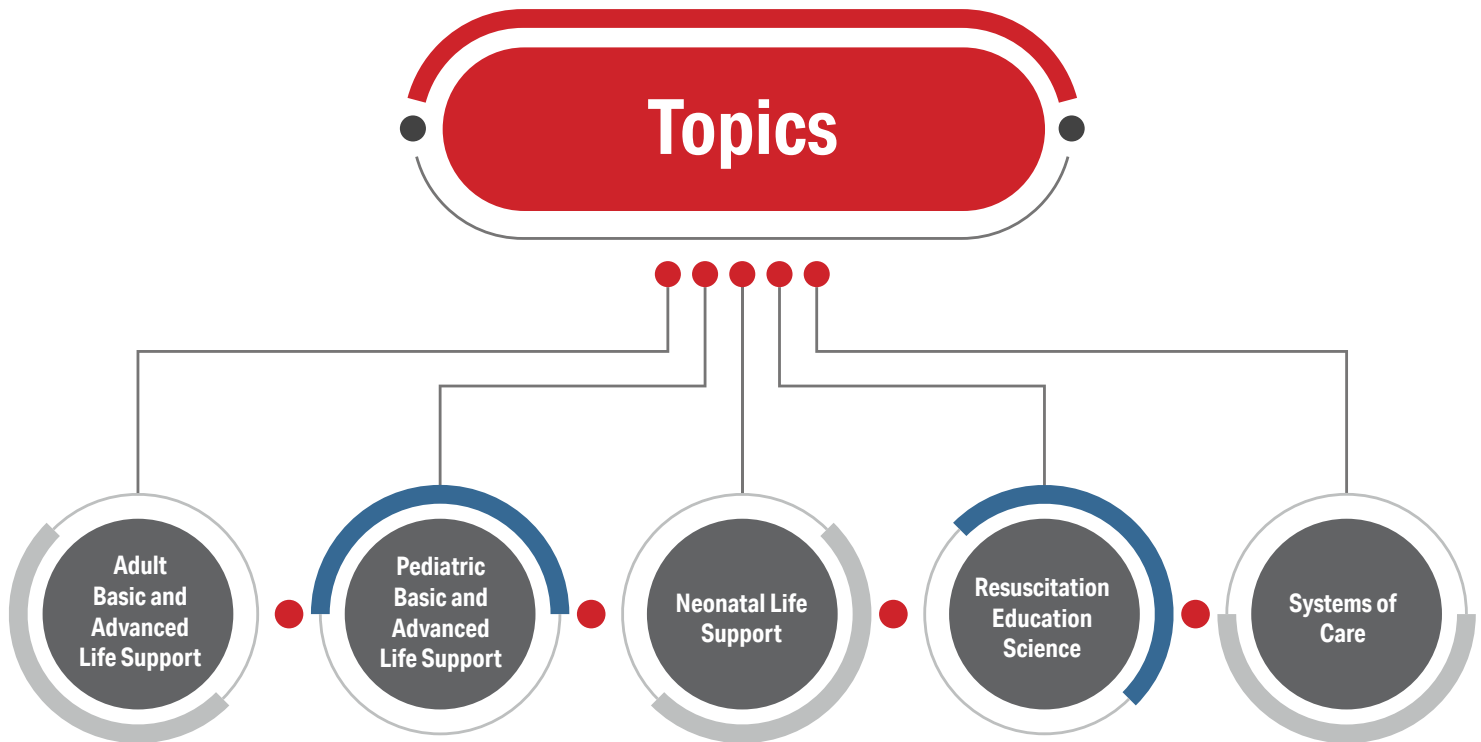 Topics
Adult
Basic and
Advanced
Life Support
Pediatric
Basic and
Advanced
Life Support
Neonatal Life
Support
Resuscitation
Education
Science
Systems of
Care